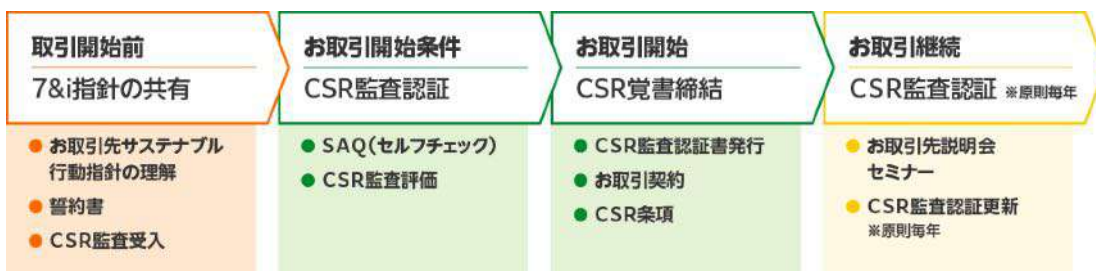 取引開始前
7&i指針の共有
● お取引先サステナブル
行動指針の理解
● 誓約書
● CSR監査受入
お取引開始条件
CSR監査認証
● SAQ(セルフチェック)
● CSR監査評価
お取引開始
CSR覚書締結
● CSR監査認証書発行
● お取引契約
● CSR条項
お取引継続
CSR監査認証 ※原則毎年
● お取引先説明会
セミナー
● CSR監査認証更新
※原則毎年